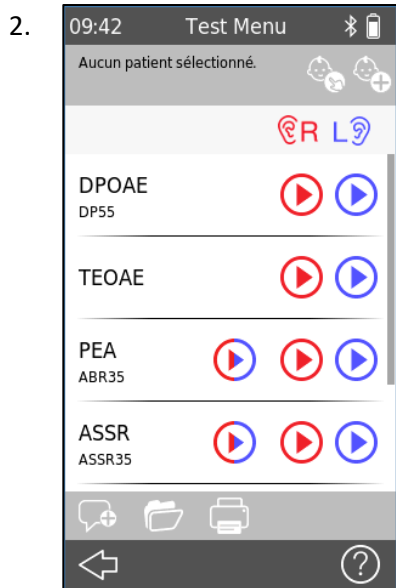 2.
09:42 Test Menu
Aucun patient sélectionné.
R L
DPOAE
DP55
TEOAE
PEA
ABR35
ASSR
ASSR35
?